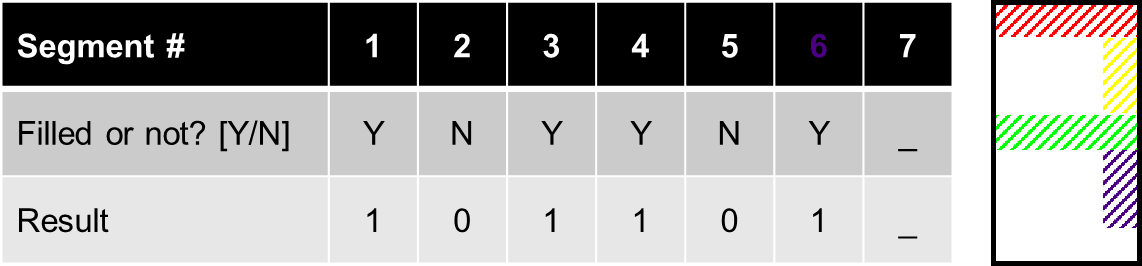 Segment # 1 2 3 4 5 6 7
Filled or not? [Y/N] Y N Y Y N Y _
Result 1 0 1 1 0 1 _